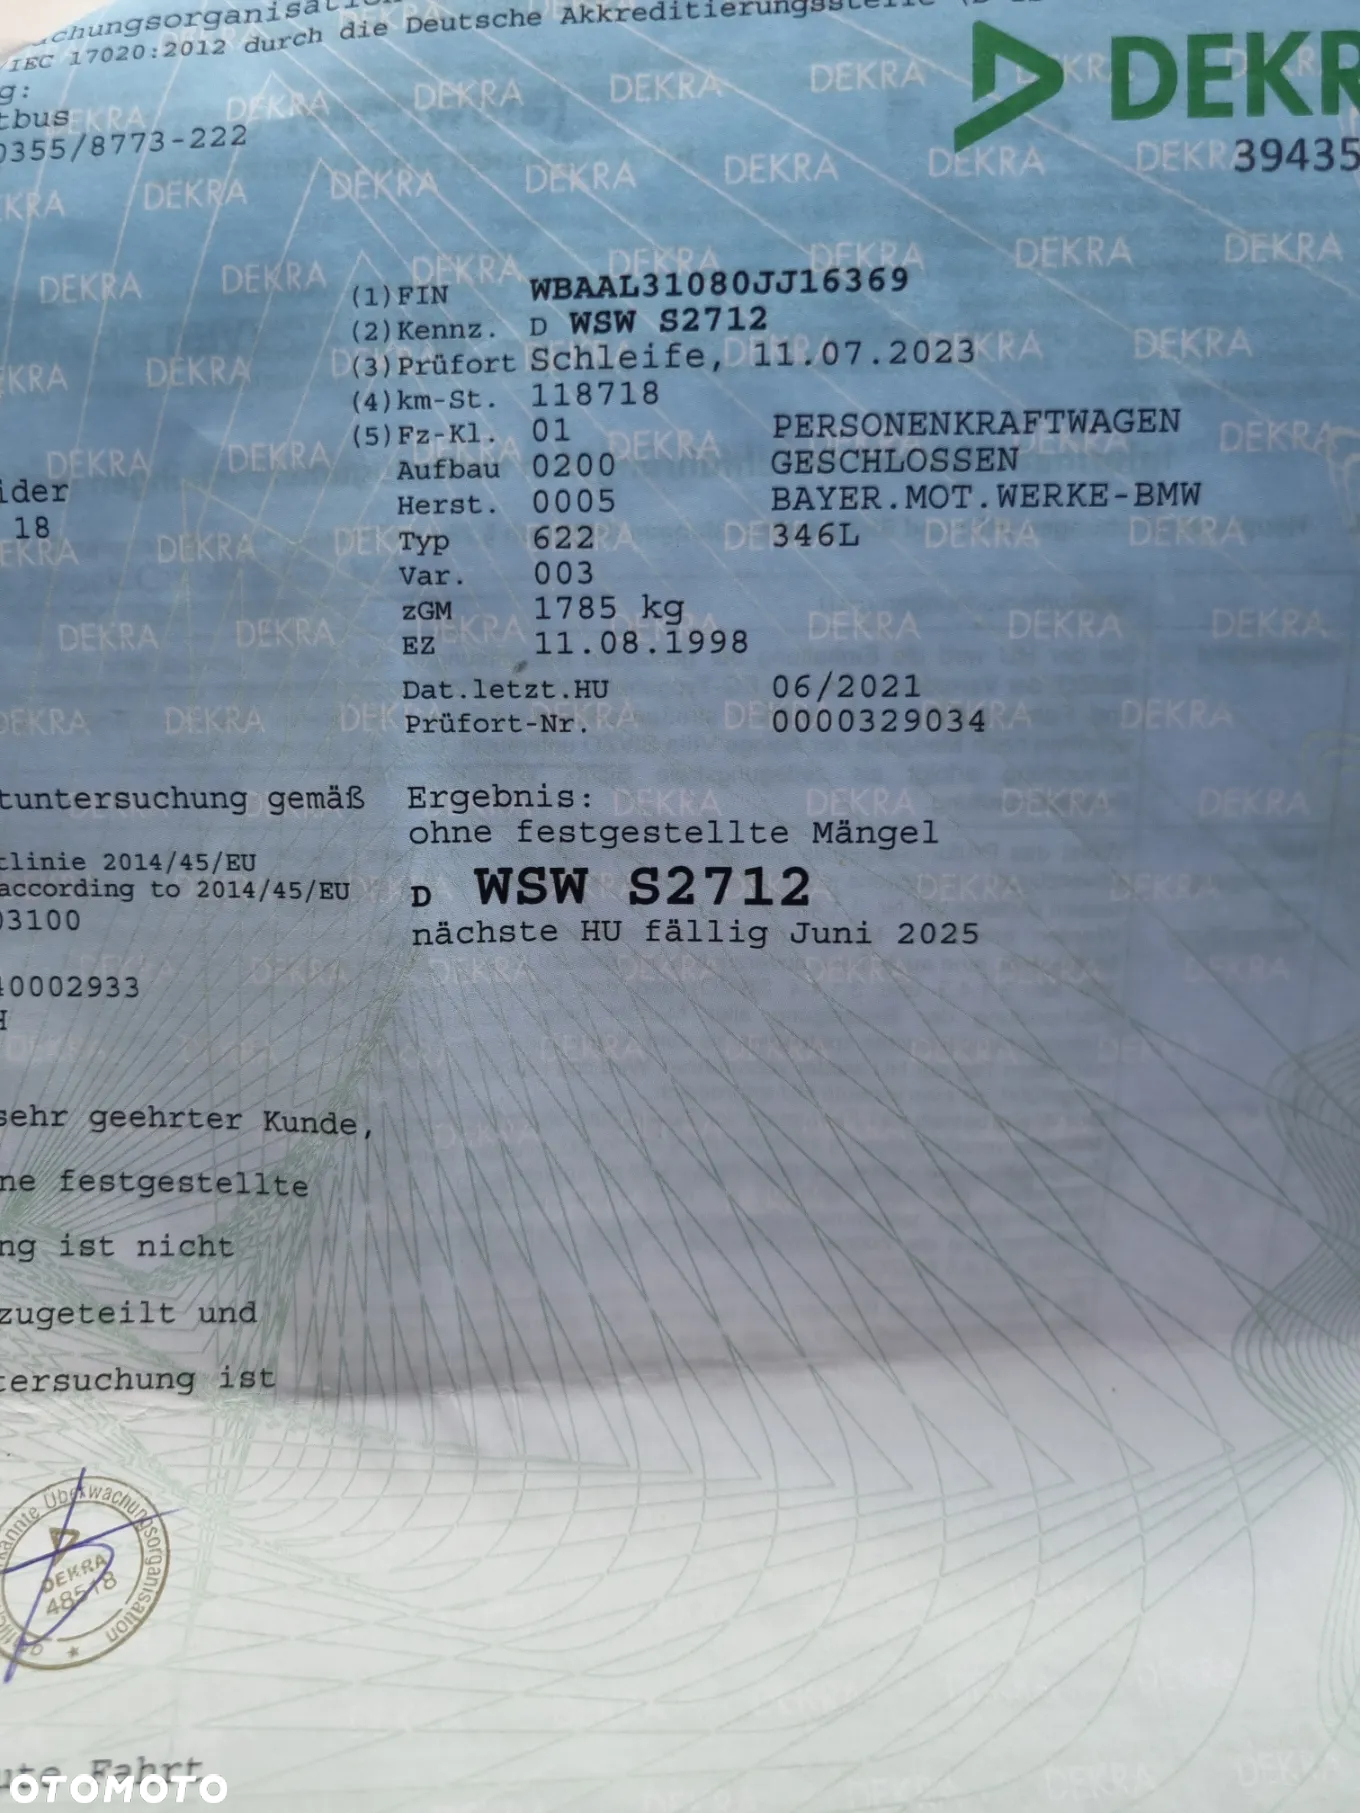 IEC 17020:2012 durch die Deutsche
g:
tbus
0355/8773-222
DEKR
39435
(1)FIN WBAAL31080JJ16369
(2)Kennz. D WSW S2712
(3)Prüfort Schleife, 11.07.2023
(4)km-St. 118718
(5)Fz-Kl. 01 PERSONENKRAFTWAGEN
Aufbau 0200 GESCHLOSSEN
Herst. 0005 BAYER.MOT.WERKE-BMW
Typ 622 346L
Var. 003
zGM 1785 kg
EZ 11.08.1998
Dat.letzt.HU 06/2021
Prüfort-Nr. 0000329034
ider
18
tuntersuchung gemäß
tlinie 2014/45/EU
according to 2014/45/EU
03100
40002933
H
Ergebnis:
ohne festgestellte Mängel
D WSW S2712
nächste HU fällig Juni 2025
sehr geehrter Kunde,
ne festgestellte
ng ist nicht
zugeteilt und
tersuchung ist
Überwachungsorganisation
DEKRA
48518
ute Fahrt
OTOMOTO